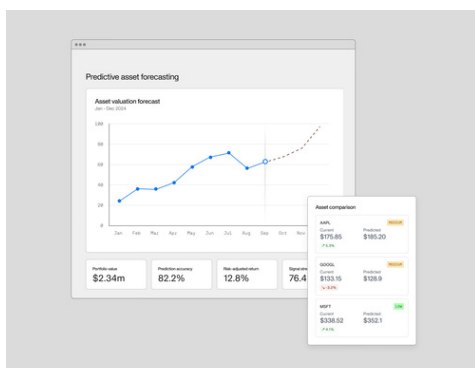 Predictive asset forecasting
Asset valuation forecast
Jan - Dec 2024
100
80
60
40
20
0
Jan Feb Mar Apr May Jun Jul Aug Sep Oct Nov
Portfolio value
$2.34m
Prediction accuracy
82.2%
Risk-adjusted return
12.8%
76.4
Asset comparison
AAPL
MEDIUM
Current Predicted
$175.85 $185.20
GOOGL
MEDIUM
Current Predicted
$133.15 $128.9
MSFT
LOW
Current Predicted
$338.52 $352.1